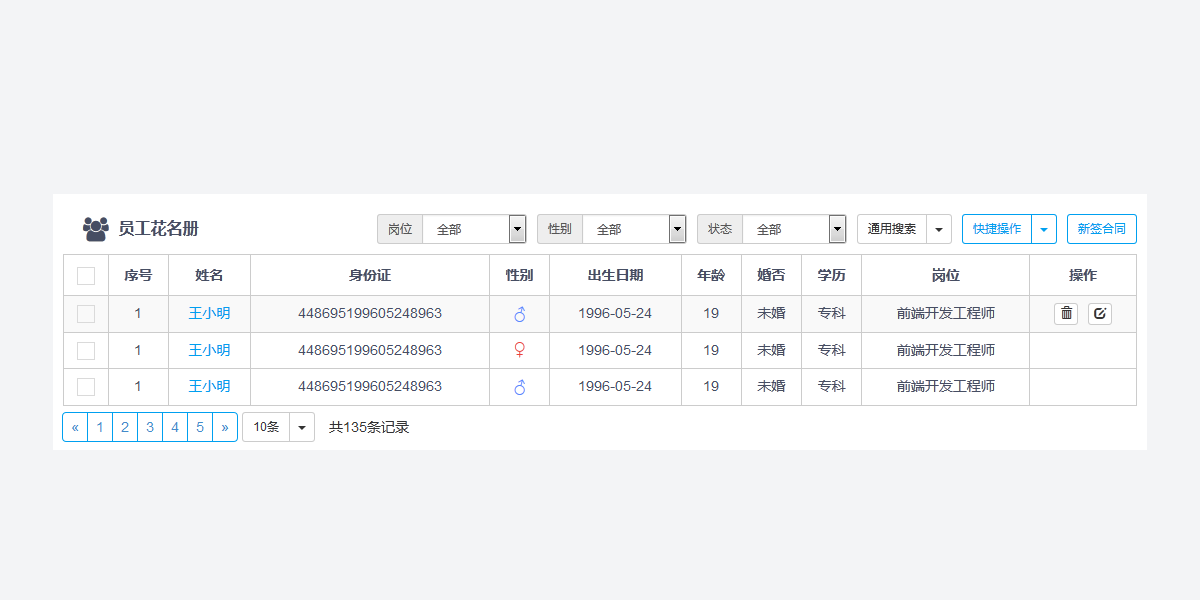 员工花名册 岗位 全部 性别 全部 状态 全部 通用搜索 快捷操作 新签合同
序号 姓名 身份证 性别 出生日期 年龄 婚否 学历 岗位 操作
1 王小明 448695199605248963 ♂ 1996-05-24 19 未婚 专科 前端开发工程师
1 王小明 448695199605248963 ♀ 1996-05-24 19 未婚 专科 前端开发工程师
1 王小明 448695199605248963 ♂ 1996-05-24 19 未婚 专科 前端开发工程师
« 1 2 3 4 5 » 10条 共135条记录